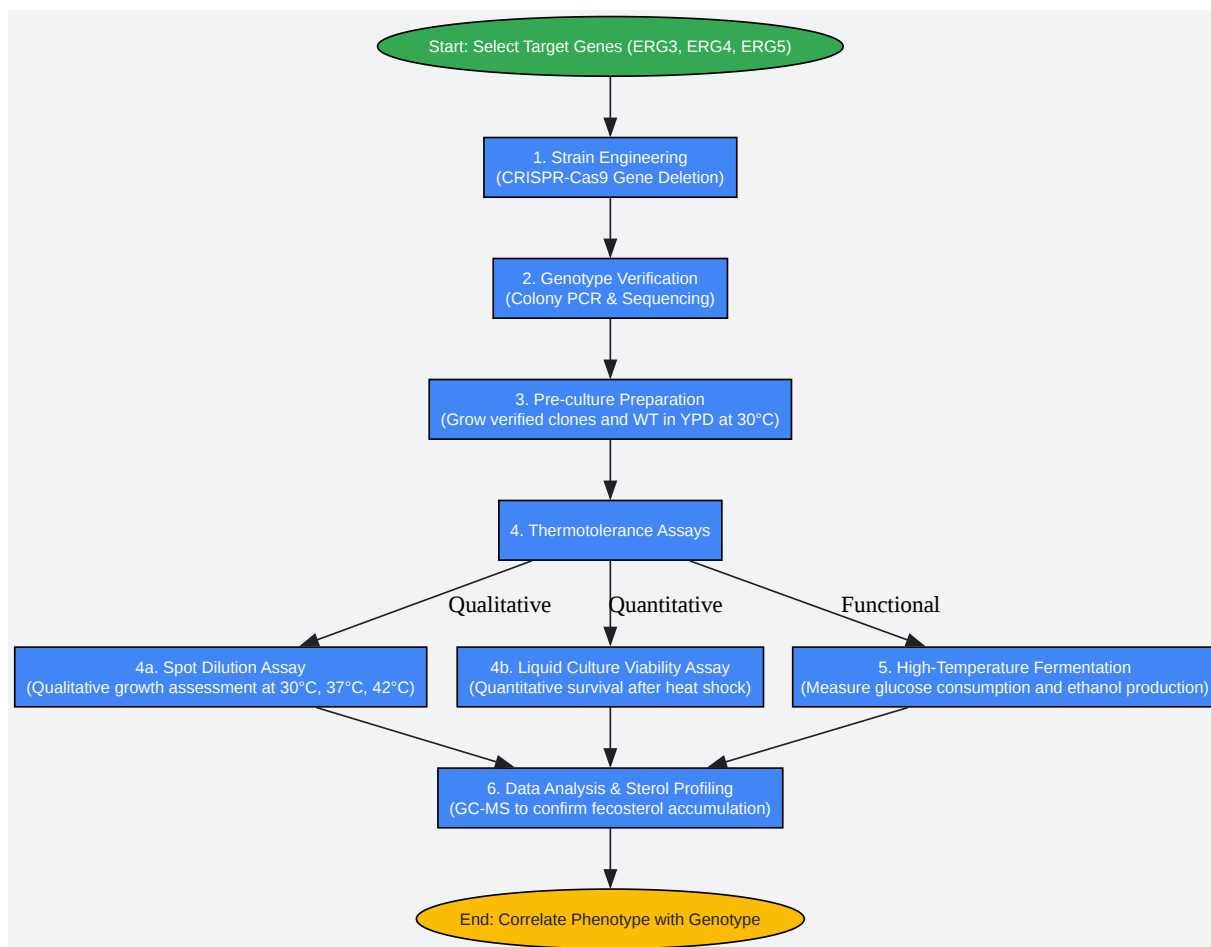 Start: Select Target Genes (ERG3, ERG4, ERG5)
1. Strain Engineering
(CRISPR-Cas9 Gene Deletion)
2. Genotype Verification
(Colony PCR & Sequencing)
3. Pre-culture Preparation
(Grow verified clones and WT in YPD at 30°C)
4. Thermotolerance Assays
Qualitative
Quantitative
Functional
4a. Spot Dilution Assay
(Qualitative growth assessment at 30°C, 37°C, 42°C)
4b. Liquid Culture Viability Assay
(Quantitative survival after heat shock)
5. High-Temperature Fermentation
(Measure glucose consumption and ethanol production)
6. Data Analysis & Sterol Profiling
(GC-MS to confirm fecosterol accumulation)
End: Correlate Phenotype with Genotype